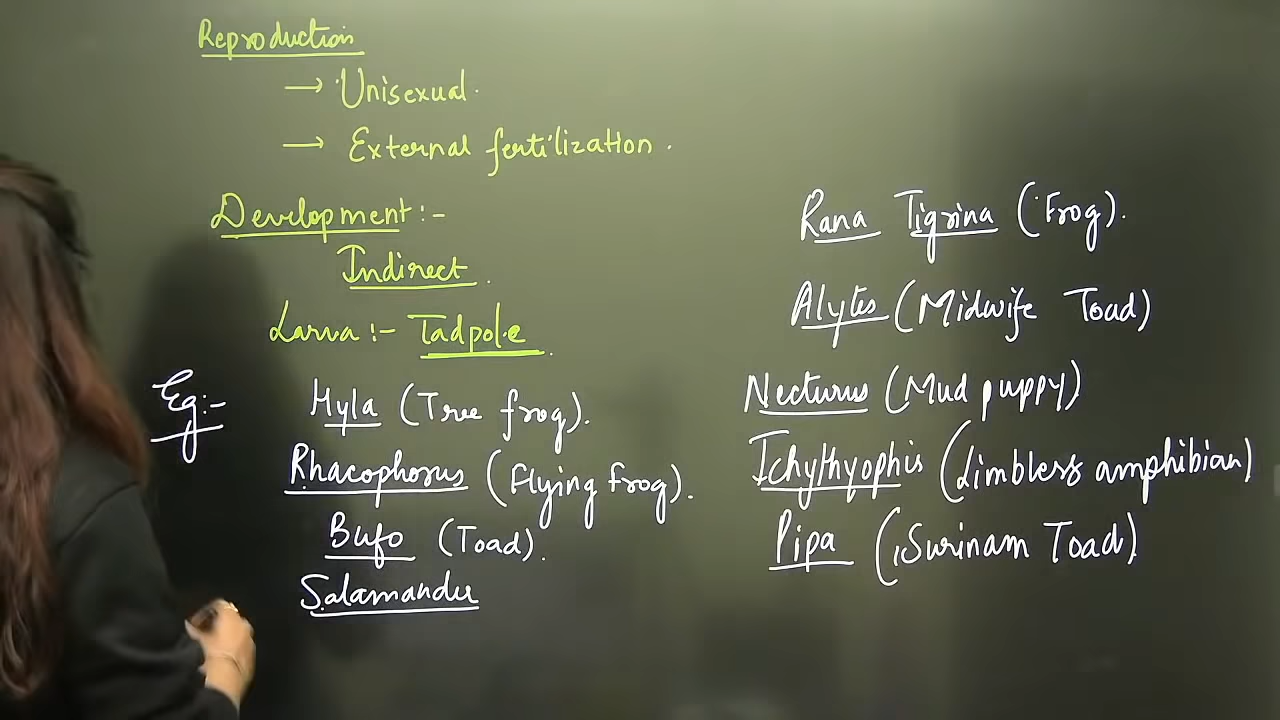 Reproduction
→ Unisexual.
→ External fertilization.
Development :-
Indirect.
Larva :- Tadpole.
Eg:- Hyla (Tree frog).
Rhacophorus (Flying frog).
Bufo (Toad).
Salamander
Rana Tigrina (Frog).
Alytes (Midwife Toad)
Necturus (Mud puppy)
Ichythyophis (Limbless amphibian)
Pipa (Surinam Toad)